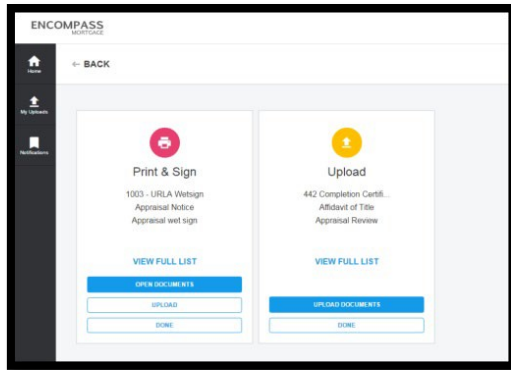 ENCOMPASS
MORTGAGE
Home
← BACK
My Uploads
Notifications
Print & Sign
1003 - URLA Wetsign
Appraisal Notice
Appraisal wet sign
VIEW FULL LIST
OPEN DOCUMENTS
UPLOAD
DONE
Upload
442 Completion Certifi...
Affidavit of Title
Appraisal Review
VIEW FULL LIST
UPLOAD DOCUMENTS
DONE